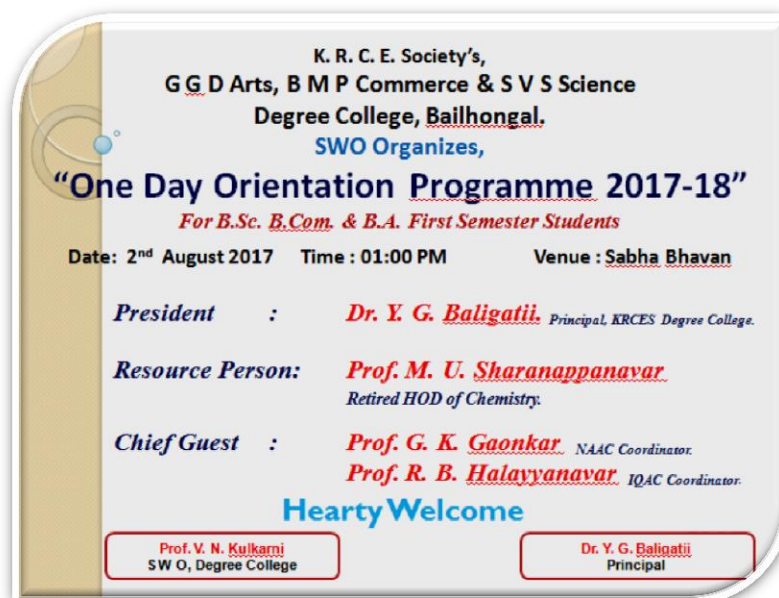 K. R. C. E. Society's,
G G D Arts, B M P Commerce & S V S Science
Degree College, Bailhongal.
SWO Organizes,
“One Day Orientation Programme 2017-18”
For B.Sc. B.Com. & B.A. First Semester Students
Date: 2nd August 2017 Time : 01:00 PM Venue : Sabha Bhavan
President : Dr. Y. G. Baligatii. Principal, KRCES Degree College.
Resource Person: Prof. M. U. Sharanappanavar
Retired HOD of Chemistry.
Chief Guest : Prof. G. K. Gaonkar NAAC Coordinator.
Prof. R. B. Halayyanavar IQAC Coordinator.
Hearty Welcome
Prof. V. N. Kulkarni
S W O, Degree College
Dr. Y. G. Baligatii
Principal